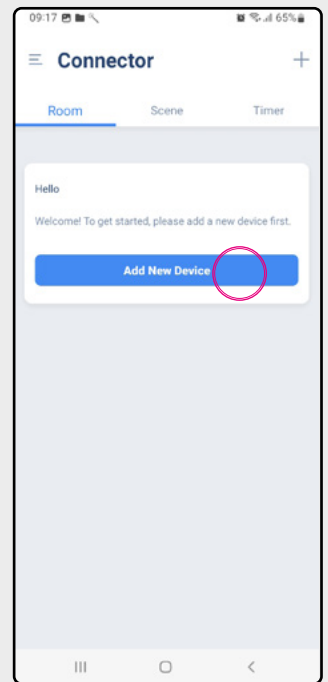 09:17 65%
Connector
Room Scene Timer
Hello
Welcome! To get started, please add a new device first.
Add New Device